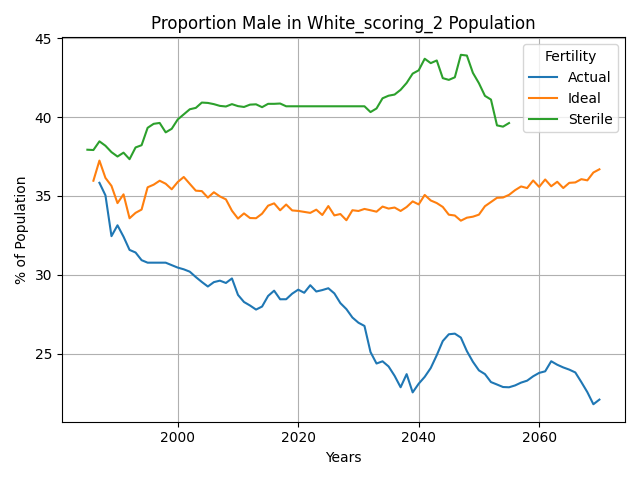 Proportion Male in White_scoring_2 Population
% of Population
45
40
35
30
25
Fertility
Actual
Ideal
Sterile
2000 2020 2040 2060
Years